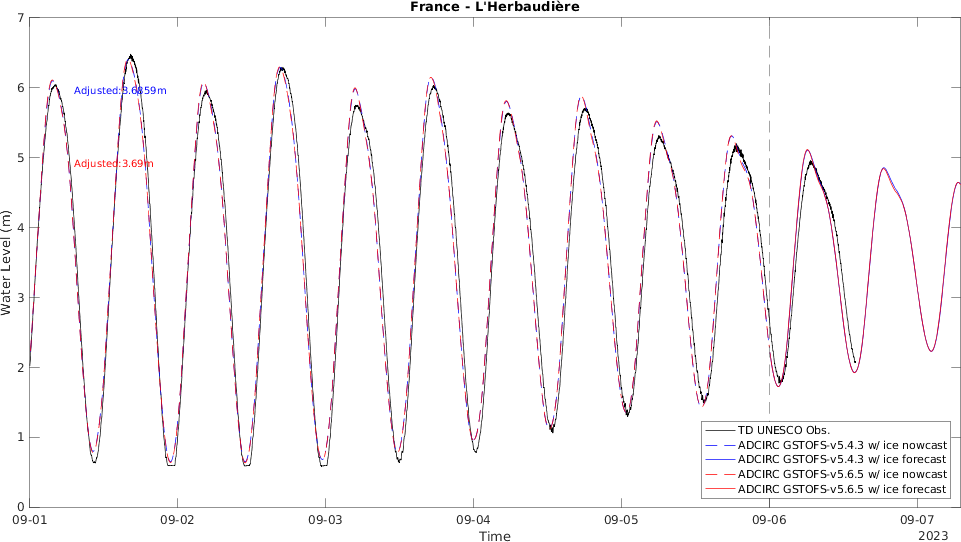 France - L'Herbaudière
7
6
5
4
3
2
1
0
Water Level (m)
Adjusted:3.6859m
Adjusted:3.69m
TD UNESCO Obs.
ADCIRC GSTOFS-v5.4.3 w/ ice nowcast
ADCIRC GSTOFS-v5.4.3 w/ ice forecast
ADCIRC GSTOFS-v5.6.5 w/ ice nowcast
ADCIRC GSTOFS-v5.6.5 w/ ice forecast
09-01 09-02 09-03 09-04 09-05 09-06 09-07
Time
2023